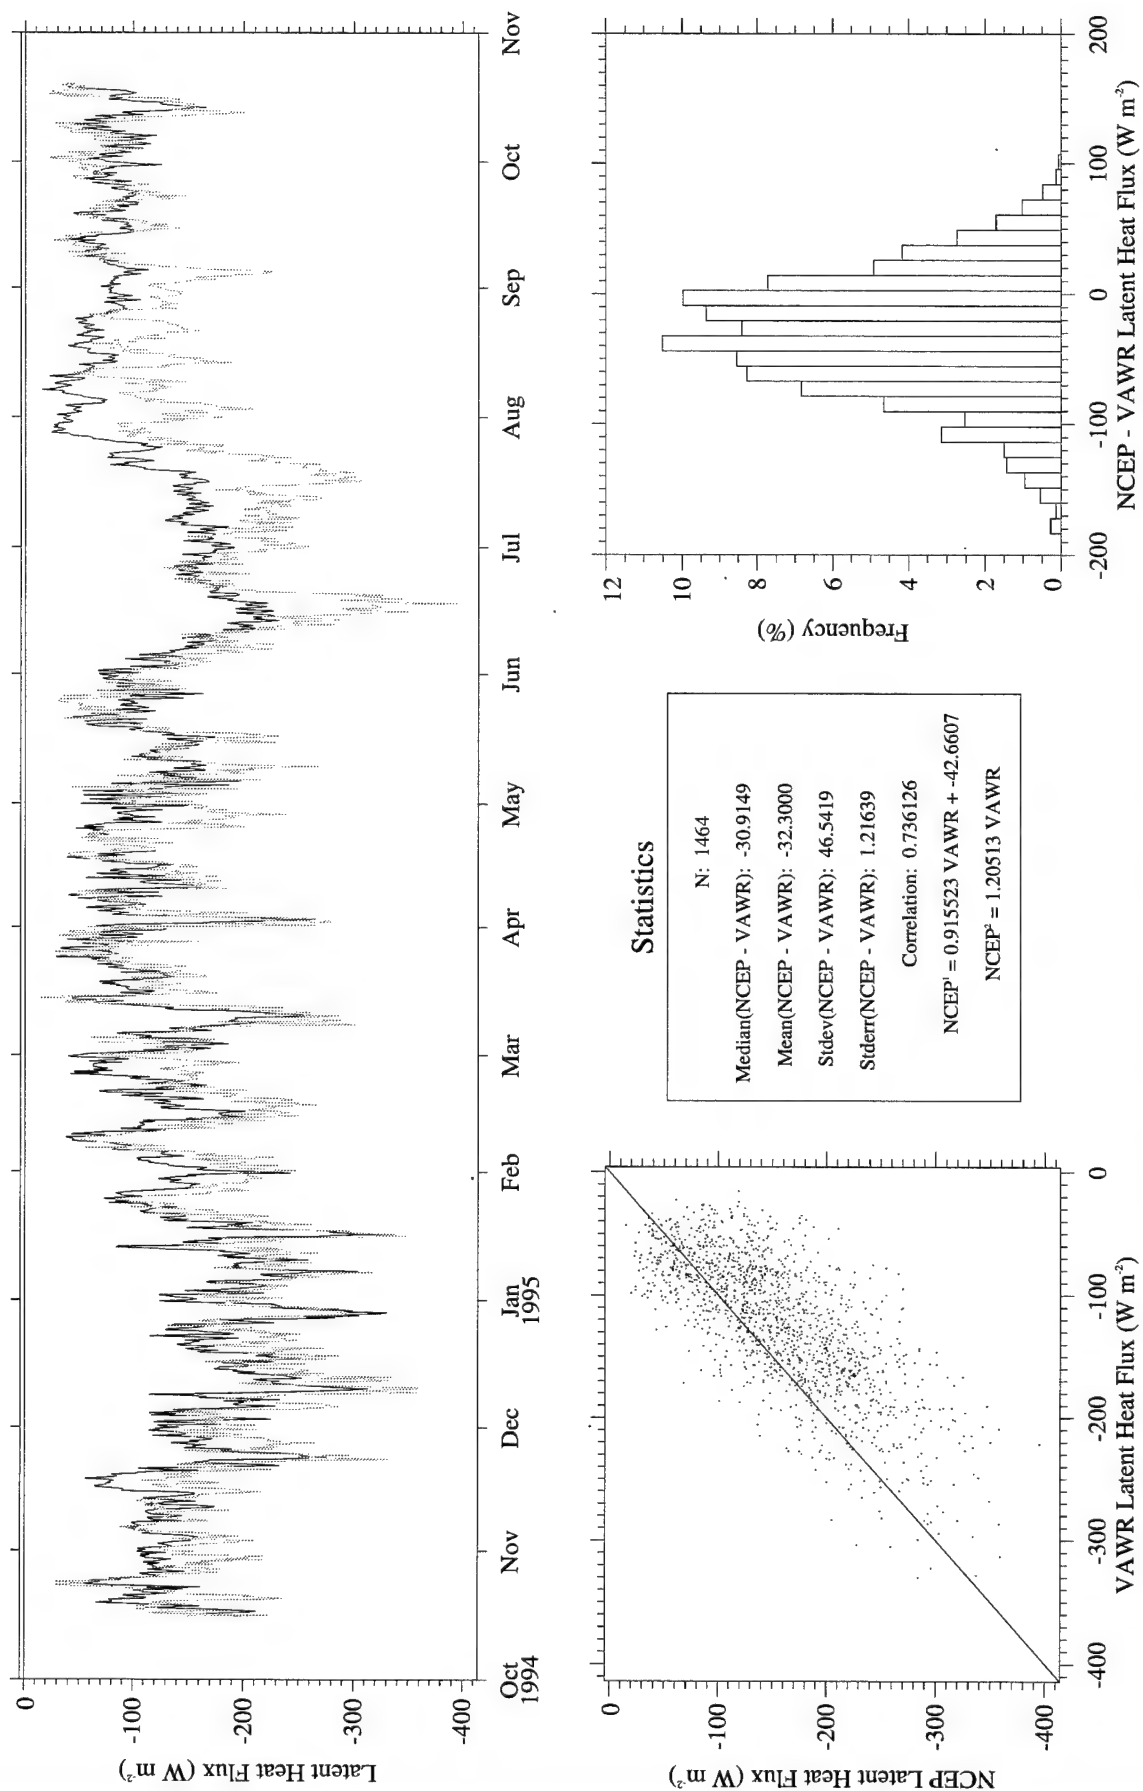 0
-100
-200
-300
-400
Latent Heat Flux (W m⁻²)
Oct
1994
Nov
Dec
Jan
1995
Feb
Mar
Apr
May
Jun
Jul
Aug
Sep
Oct
Nov
0
-100
-200
-300
-400
NCEP Latent Heat Flux (W m⁻²)
-400
-300
-200
-100
0
VAWR Latent Heat Flux (W m⁻²)
Statistics
N: 1464
Median(NCEP - VAWR): -30.9149
Mean(NCEP - VAWR): -32.3000
Stdev(NCEP - VAWR): 46.5419
Stderr(NCEP - VAWR): 1.21639
Correlation: 0.736126
NCEP¹ = 0.915523 VAWR + -42.6607
NCEP² = 1.20513 VAWR
12
10
8
6
4
2
0
Frequency (%)
-200
-100
0
100
200
NCEP - VAWR Latent Heat Flux (W m⁻²)